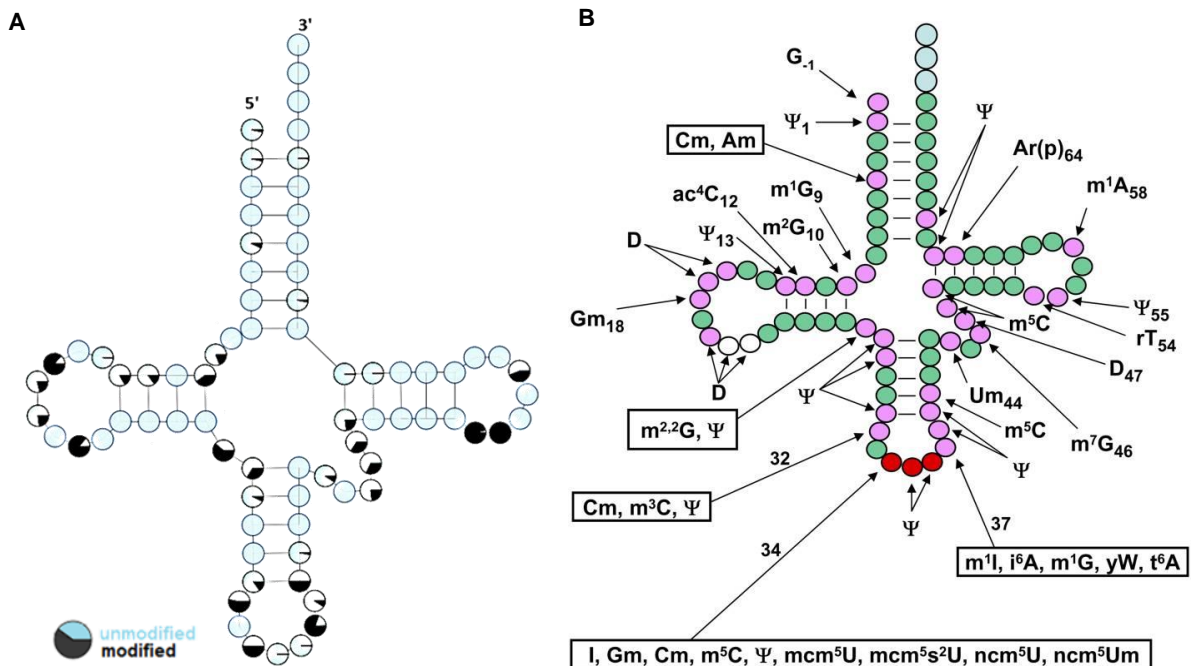 A
3'
5'
unmodified
modified
B
G₋₁
Ψ₁
Cm, Am
Ψ
Ar(p)₆₄
m¹A₅₈
ac⁴C₁₂
m¹G₉
m²G₁₀
Ψ₁₃
D
Gm₁₈
D
Ψ₅₅
rT₅₄
m⁵C
D₄₇
m⁷G₄₆
Um₄₄
m⁵C
Ψ
Ψ
m²,²G, Ψ
32
Cm, m³C, Ψ
Ψ
34
37
m¹I, i⁶A, m¹G, yW, t⁶A
I, Gm, Cm, m⁵C, Ψ, mcm⁵U, mcm⁵s²U, ncm⁵U, ncm⁵Um